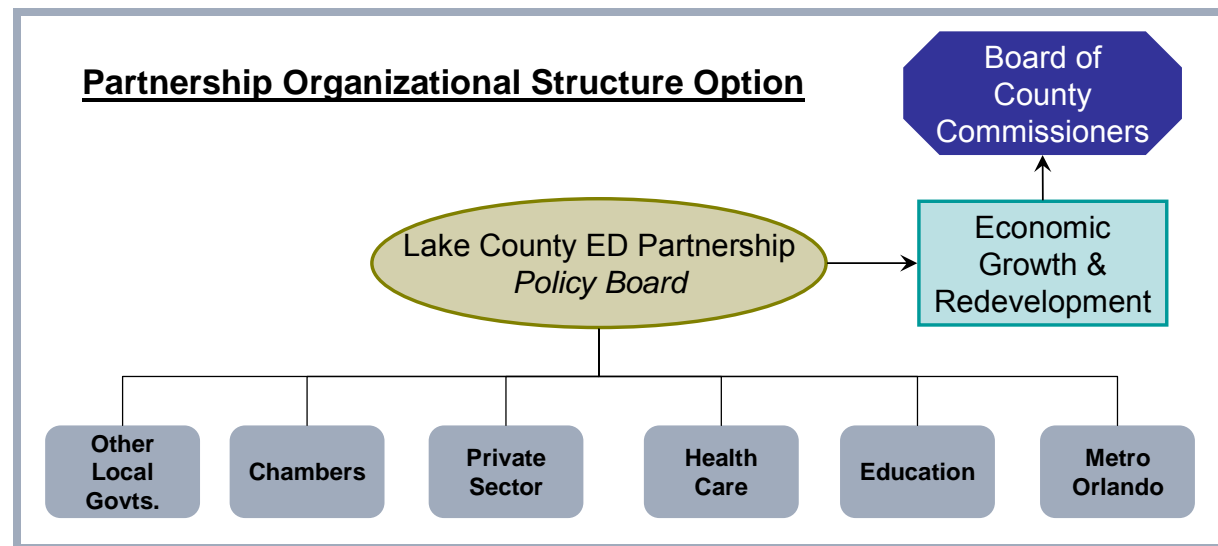 Partnership Organizational Structure Option
Board of
County
Commissioners
Lake County ED Partnership
Policy Board
Economic
Growth &
Redevelopment
Other
Local
Govts.
Chambers
Private
Sector
Health
Care
Education
Metro
Orlando